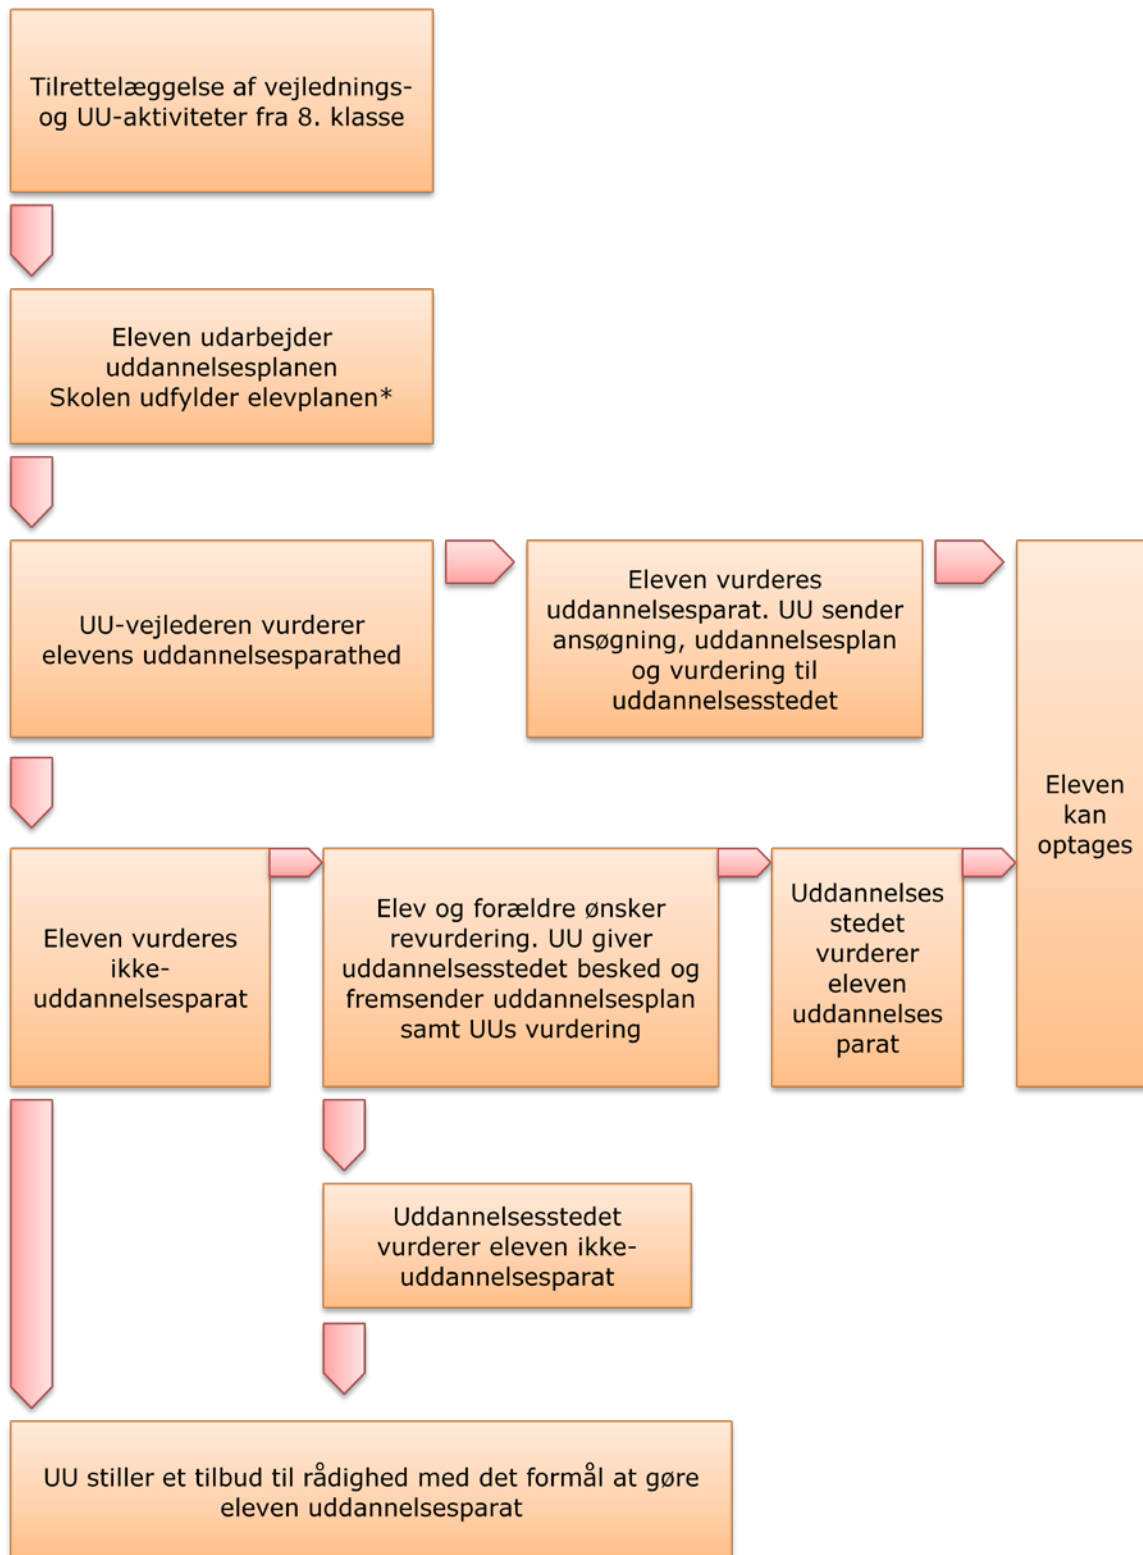 Tilrettelæggelse af vejlednings-
og UU-aktiviteter fra 8. klasse
Eleven udarbejder
uddannelsesplanen
Skolen udfylder elevplanen*
UU-vejlederen vurderer
elevens uddannelsesparathed
Eleven vurderes
uddannelsesparat. UU sender
ansøgning, uddannelsesplan
og vurdering til
uddannelsesstedet
Eleven
kan
optages
Eleven vurderes
ikke-
uddannelsesparat
Elev og forældre ønsker
revurdering. UU giver
uddannelsesstedet besked og
fremsender uddannelsesplan
samt UUs vurdering
Uddannelses
stedet
vurderer
eleven
uddannelses
parat
Uddannelsesstedet
vurderer eleven ikke-
uddannelsesparat
UU stiller et tilbud til rådighed med det formål at gøre
eleven uddannelsesparat